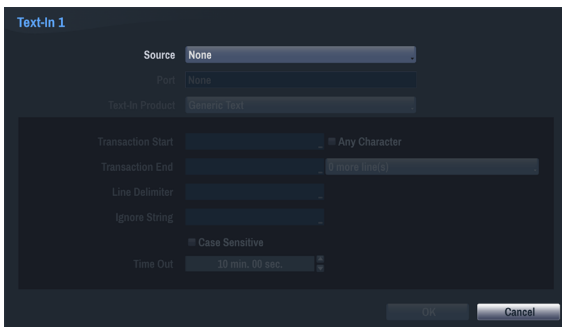 Text-In 1
Source None
Port None
Text-In Product Generic Text
Transaction Start Any Character
Transaction End 0 more line(s)
Line Delimiter
Ignore String
Case Sensitive
Time Out 10 min. 00 sec.
OK Cancel